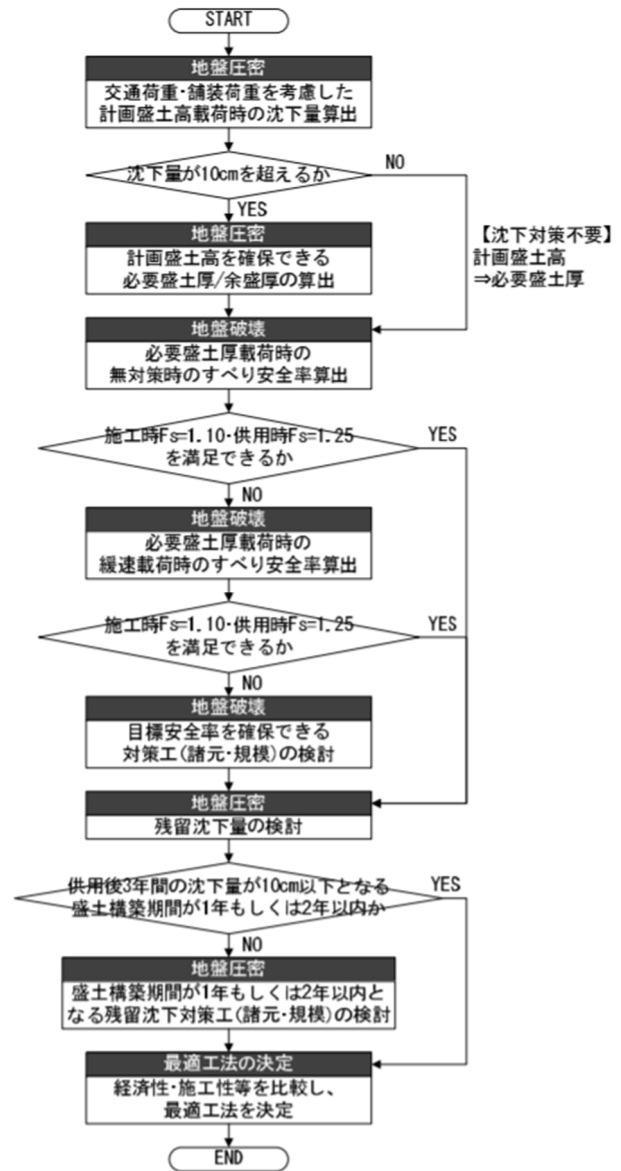 START
地盤圧密
交通荷重・舗装荷重を考慮した
計画盛土高載荷時の沈下量算出
沈下量が10cmを超えるか
NO
YES
地盤圧密
計画盛土高を確保できる
必要盛土厚/余盛厚の算出
【沈下対策不要】
計画盛土高
⇒必要盛土厚
地盤破壊
必要盛土厚載荷時の
無対策時のすべり安全率算出
施工時Fs=1.10・供用時Fs=1.25
を満足できるか
YES
NO
地盤破壊
必要盛土厚載荷時の
緩速載荷時のすべり安全率算出
施工時Fs=1.10・供用時Fs=1.25
を満足できるか
YES
NO
地盤破壊
目標安全率を確保できる
対策工(諸元・規模)の検討
地盤圧密
残留沈下量の検討
供用後3年間の沈下量が10cm以下となる
盛土構築期間が1年もしくは2年以内か
YES
NO
地盤圧密
盛土構築期間が1年もしくは2年以内と
なる残留沈下対策工(諸元・規模)の検討
最適工法の決定
経済性・施工性等を比較し、
最適工法を決定
END